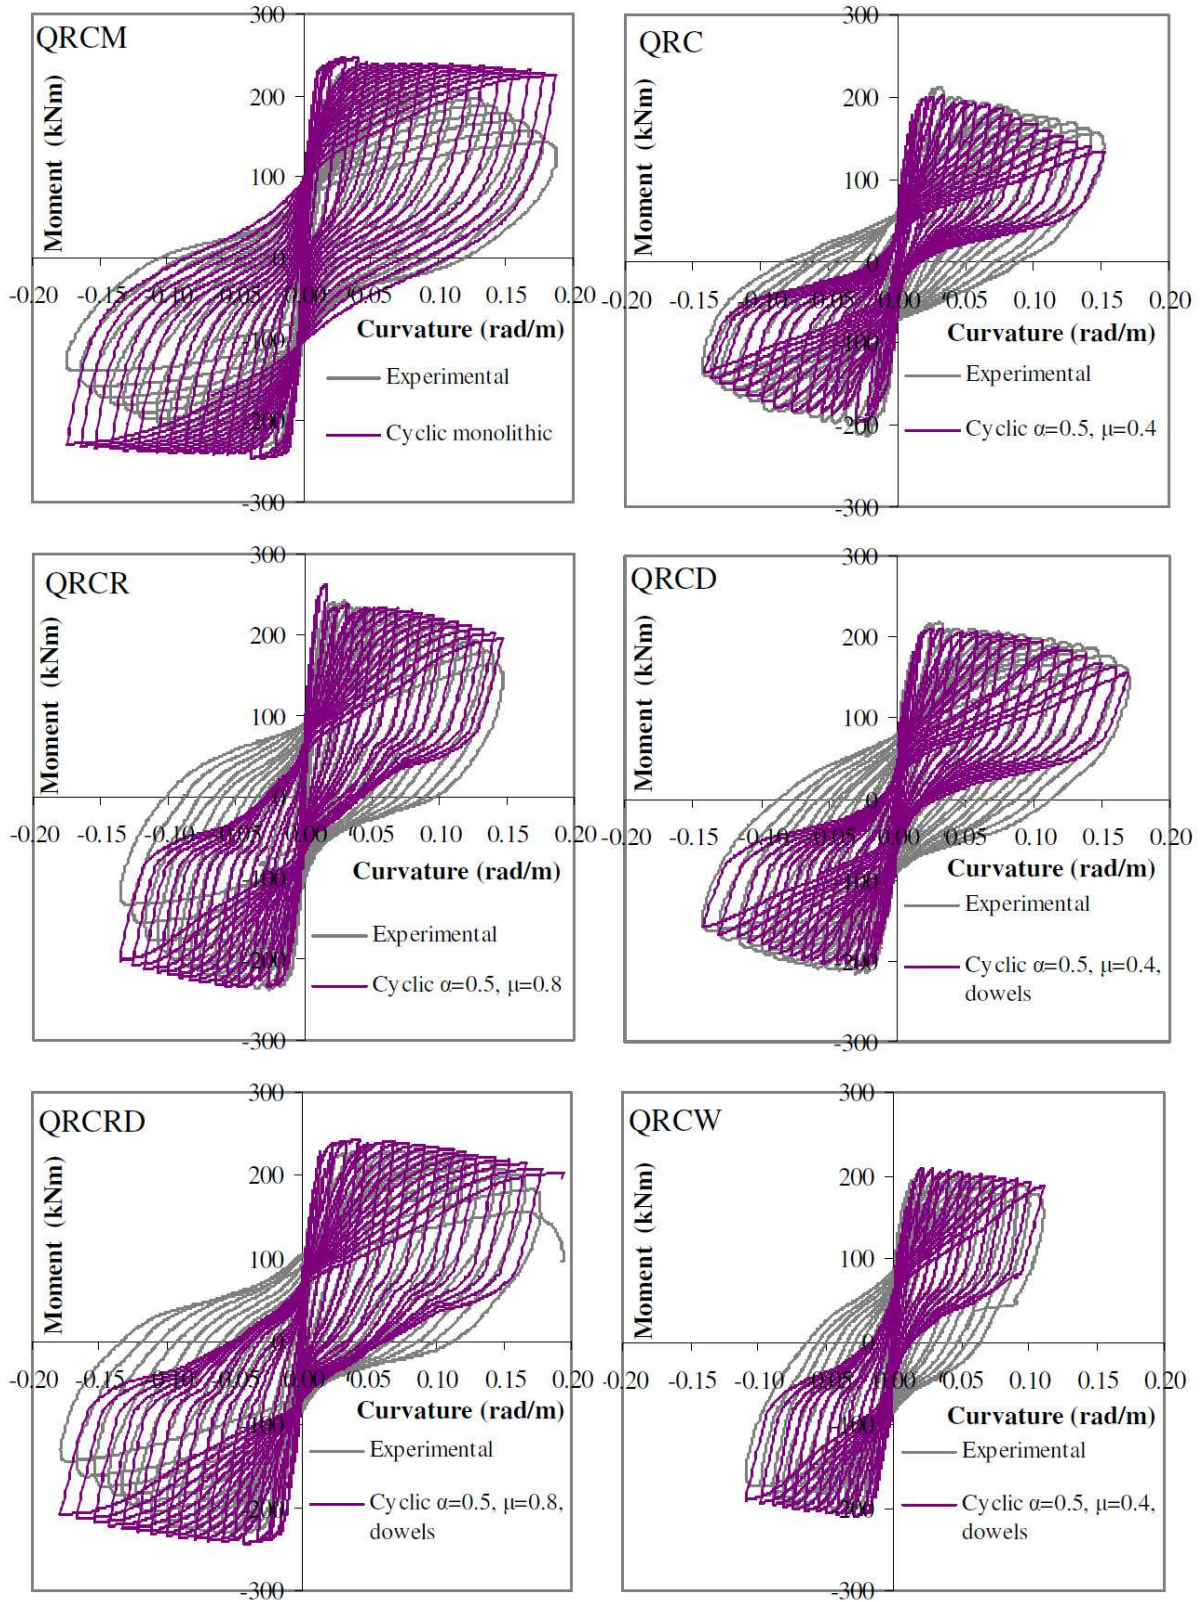 QRCM
Moment (kNm)
300
200
100
0
-100
-200
-300
-0.20 -0.15 -0.10 -0.05 0.00 0.05 0.10 0.15 0.20
Curvature (rad/m)
Experimental
Cyclic monolithic
QRC
Moment (kNm)
300
200
100
0
-100
-200
-300
-0.20 -0.15 -0.10 -0.05 0.00 0.05 0.10 0.15 0.20
Curvature (rad/m)
Experimental
Cyclic α=0.5, μ=0.4
QRCR
Moment (kNm)
300
200
100
0
-100
-200
-300
-0.20 -0.15 -0.10 -0.05 0.00 0.05 0.10 0.15 0.20
Curvature (rad/m)
Experimental
Cyclic α=0.5, μ=0.8
QRCD
Moment (kNm)
300
200
100
0
-100
-200
-300
-0.20 -0.15 -0.10 -0.05 0.00 0.05 0.10 0.15 0.20
Curvature (rad/m)
Experimental
Cyclic α=0.5, μ=0.4,
dowels
QRCRD
Moment (kNm)
300
200
100
0
-100
-200
-300
-0.20 -0.15 -0.10 -0.05 0.00 0.05 0.10 0.15 0.20
Curvature (rad/m)
Experimental
Cyclic α=0.5, μ=0.8,
dowels
QRCW
Moment (kNm)
300
200
100
0
-100
-200
-300
-0.20 -0.15 -0.10 -0.05 0.00 0.05 0.10 0.15 0.20
Curvature (rad/m)
Experimental
Cyclic α=0.5, μ=0.4,
dowels